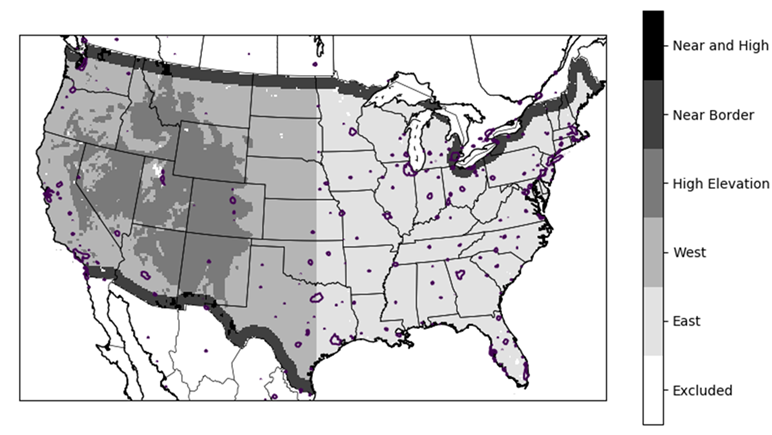 Near and High
Near Border
High Elevation
West
East
Excluded